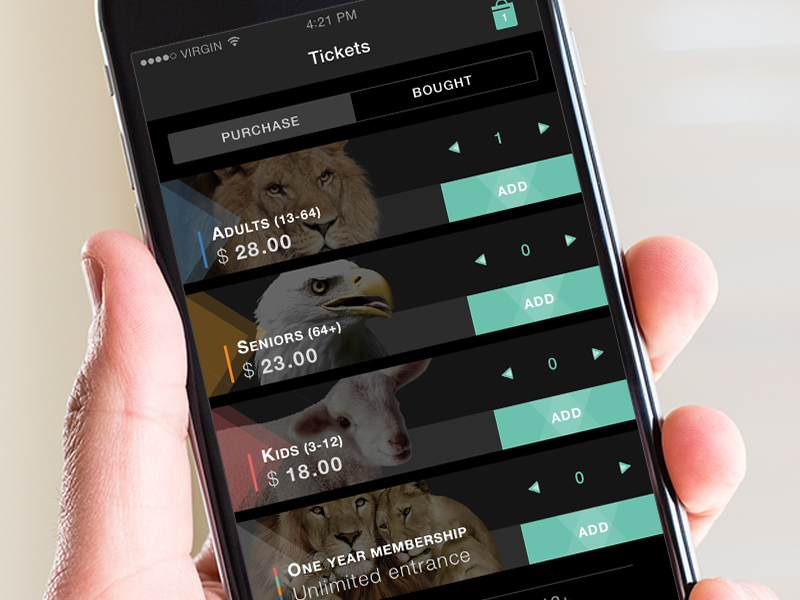 VIRGIN
4:21 PM
1
Tickets
PURCHASE
BOUGHT
1
ADULTS (13-64)
$ 28.00
ADD
0
SENIORS (64+)
$ 23.00
ADD
0
KIDS (3-12)
$ 18.00
ADD
0
ONE YEAR MEMBERSHIP
Unlimited entrance
ADD